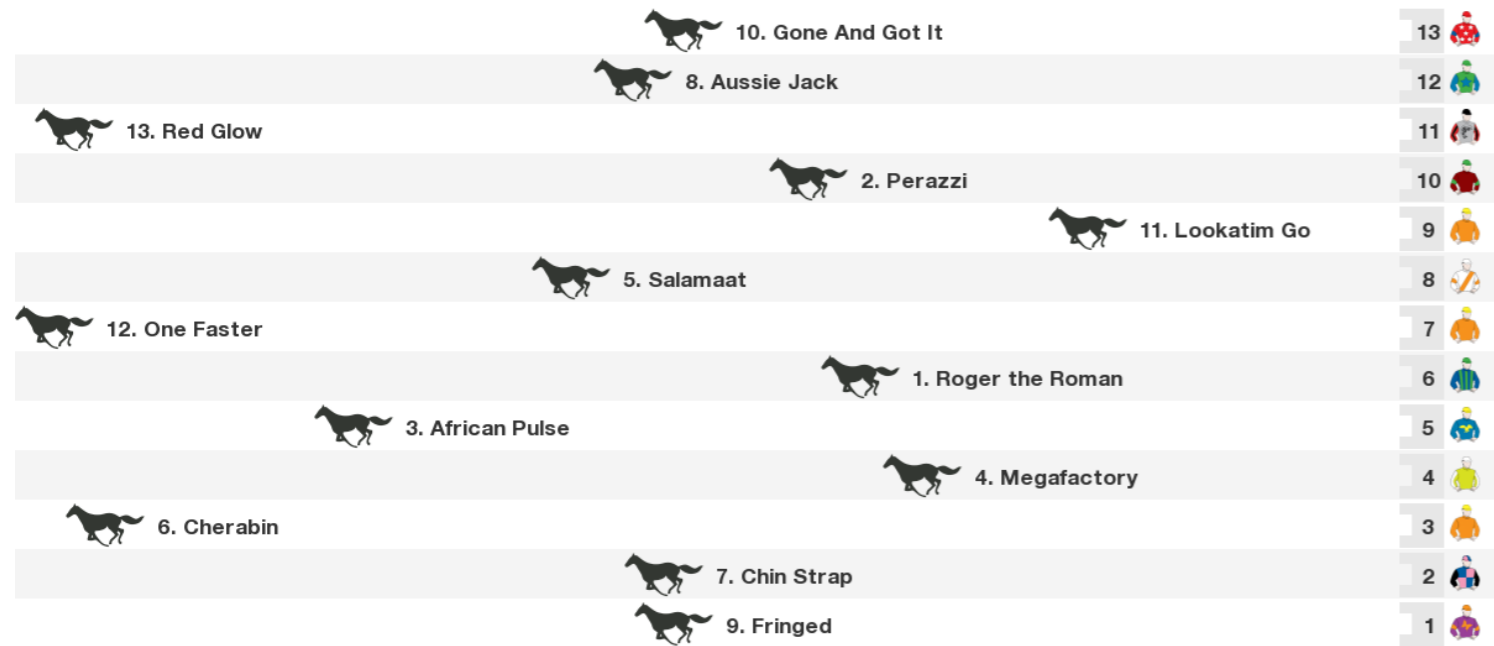 10. Gone And Got It 13
8. Aussie Jack 12
13. Red Glow 11
2. Perazzi 10
11. Lookatim Go 9
5. Salamaat 8
12. One Faster 7
1. Roger the Roman 6
3. African Pulse 5
4. Megafactory 4
6. Cherabin 3
7. Chin Strap 2
9. Fringed 1